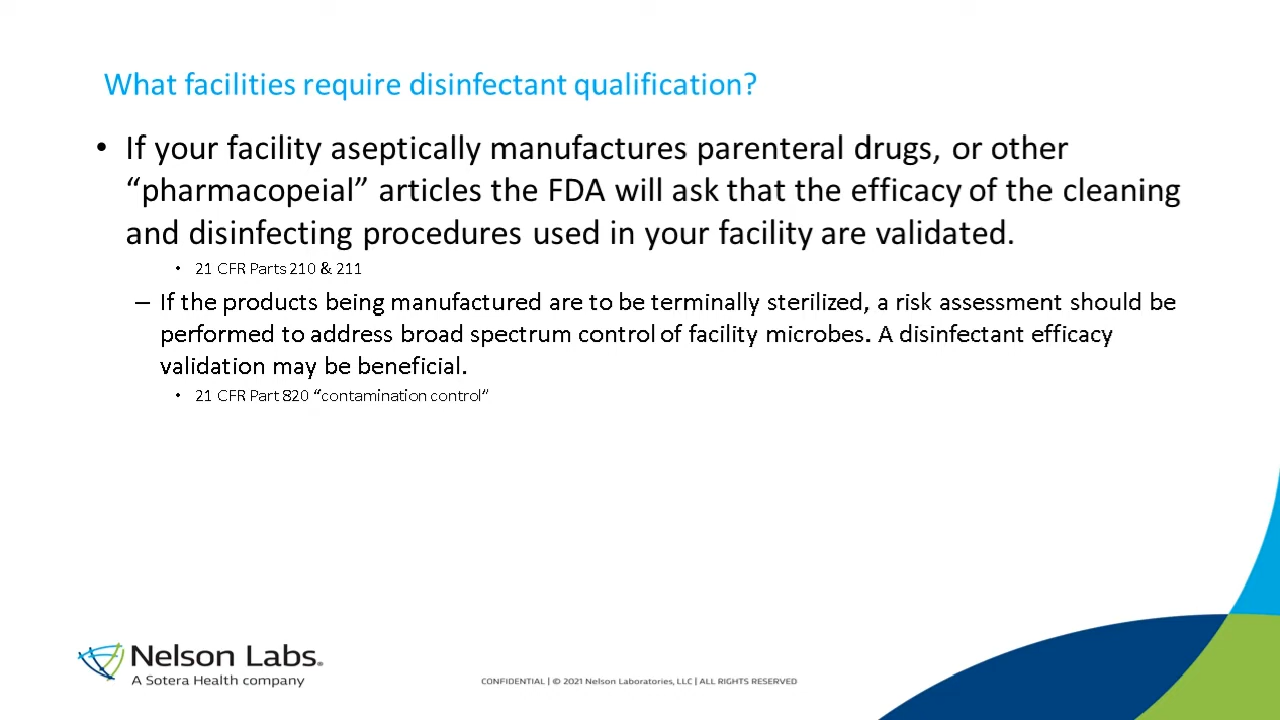 What facilities require disinfectant qualification?
• If your facility aseptically manufactures parenteral drugs, or other
“pharmacopeial” articles the FDA will ask that the efficacy of the cleaning
and disinfecting procedures used in your facility are validated.
• 21 CFR Parts 210 & 211
– If the products being manufactured are to be terminally sterilized, a risk assessment should be
performed to address broad spectrum control of facility microbes. A disinfectant efficacy
validation may be beneficial.
• 21 CFR Part 820 “contamination control”
Nelson Labs®
A Sotera Health company
CONFIDENTIAL | © 2021 Nelson Laboratories, LLC | ALL RIGHTS RESERVED